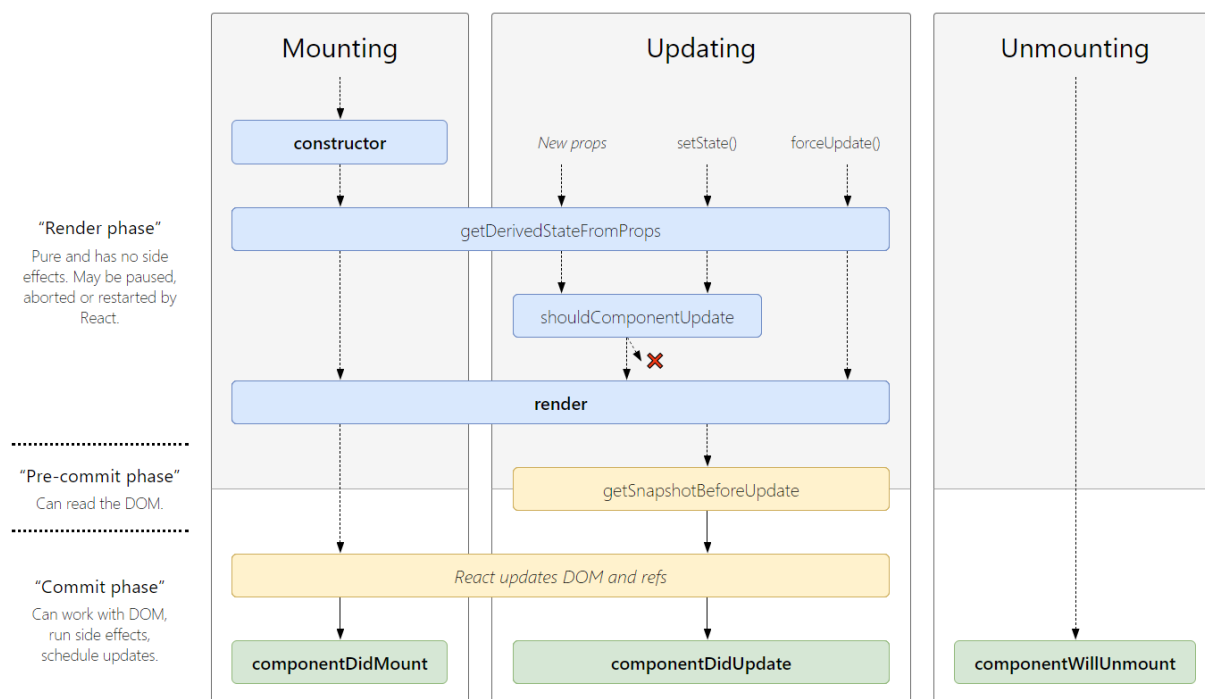 Mounting
Updating
Unmounting
constructor
New props
setState()
forceUpdate()
“Render phase”
Pure and has no side
effects. May be paused,
aborted or restarted by
React.
getDerivedStateFromProps
shouldComponentUpdate
render
“Pre-commit phase”
Can read the DOM.
getSnapshotBeforeUpdate
“Commit phase”
Can work with DOM,
run side effects,
schedule updates.
React updates DOM and refs
componentDidMount
componentDidUpdate
componentWillUnmount